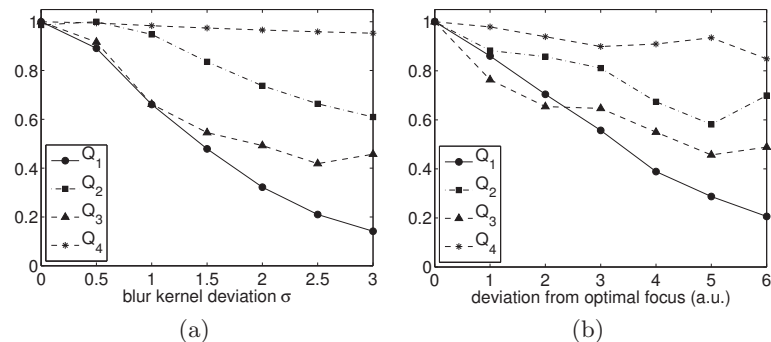 1
0.8
0.6
0.4
0.2
0
Q1
Q2
Q3
Q4
0 0.5 1 1.5 2 2.5 3
blur kernel deviation σ
(a)
1
0.8
0.6
0.4
0.2
0
Q1
Q2
Q3
Q4
0 1 2 3 4 5 6
deviation from optimal focus (a.u.)
(b)